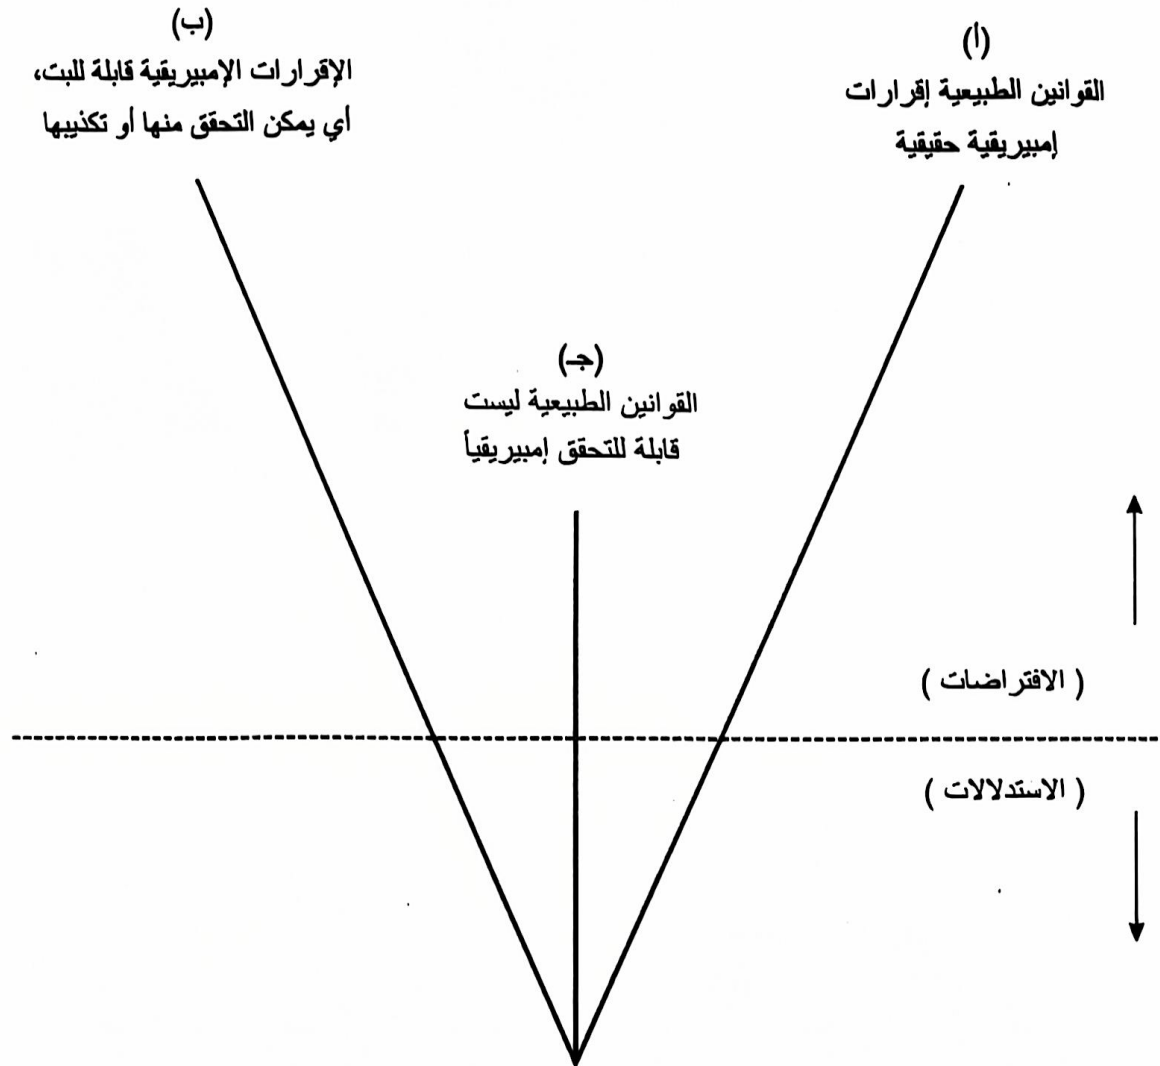 (أ)
القوانين الطبيعية إقرارات
إمبيريقية حقيقية
(ب)
الإقرارات الإمبيريقية قابلة للبت،
أي يمكن التحقق منها أو تكذيبها
(جـ)
القوانين الطبيعية ليست
قابلة للتحقق إمبيريقياً
( الافتراضات )
( الاستدلالات )